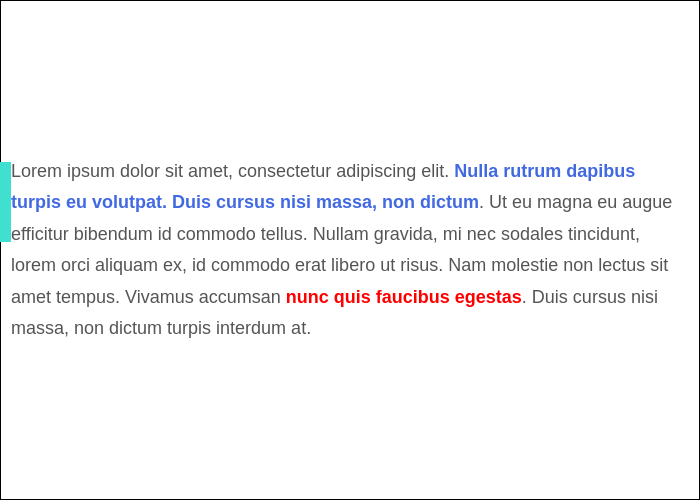 Lorem ipsum dolor sit amet, consectetur adipiscing elit. Nulla rutrum dapibus
turpis eu volutpat. Duis cursus nisi massa, non dictum. Ut eu magna eu augue
efficitur bibendum id commodo tellus. Nullam gravida, mi nec sodales tincidunt,
lorem orci aliquam ex, id commodo erat libero ut risus. Nam molestie non lectus sit
amet tempus. Vivamus accumsan nunc quis faucibus egestas. Duis cursus nisi
massa, non dictum turpis interdum at.